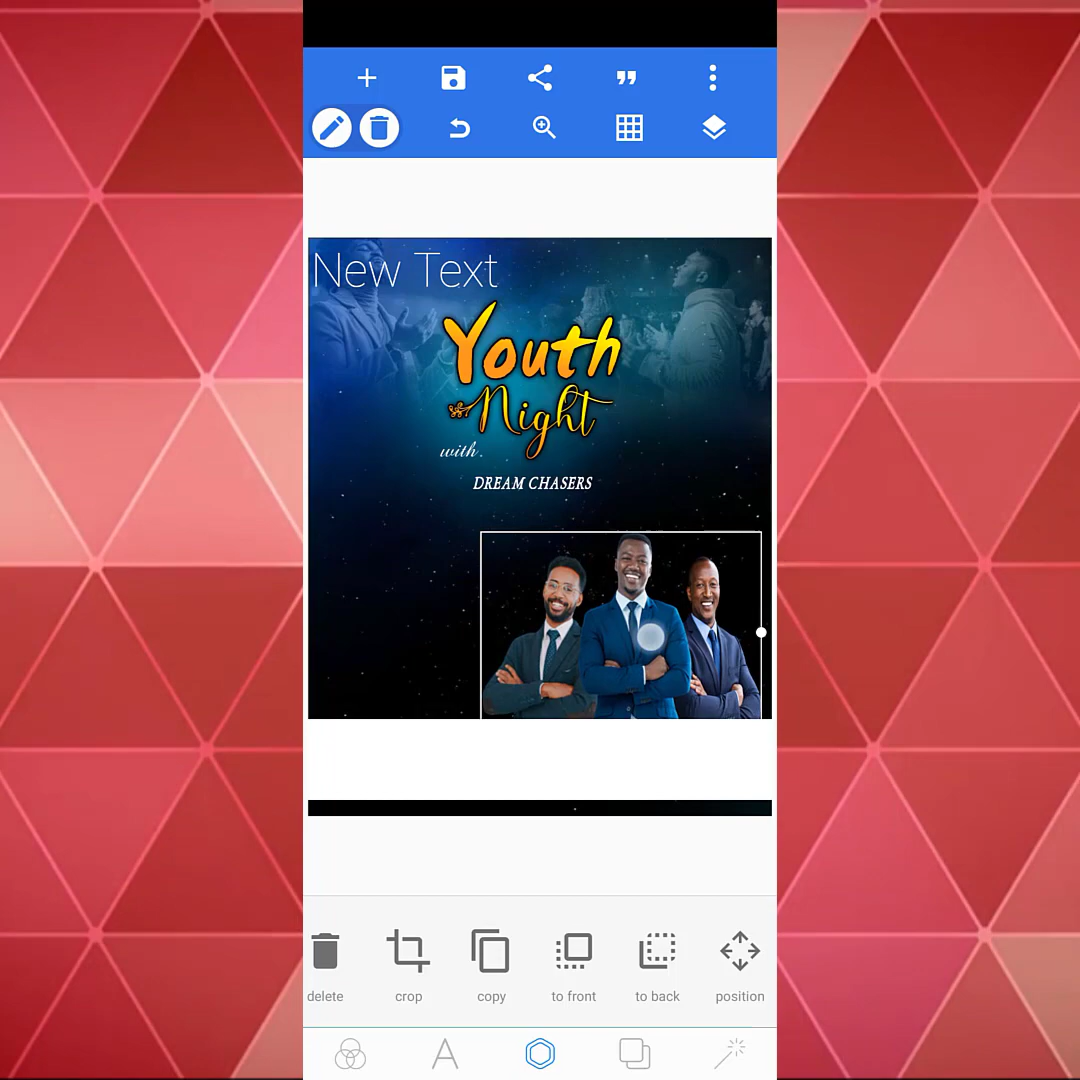 New Text
Youth
Night
with.
DREAM CHASERS
delete
crop
copy
to front
to back
position